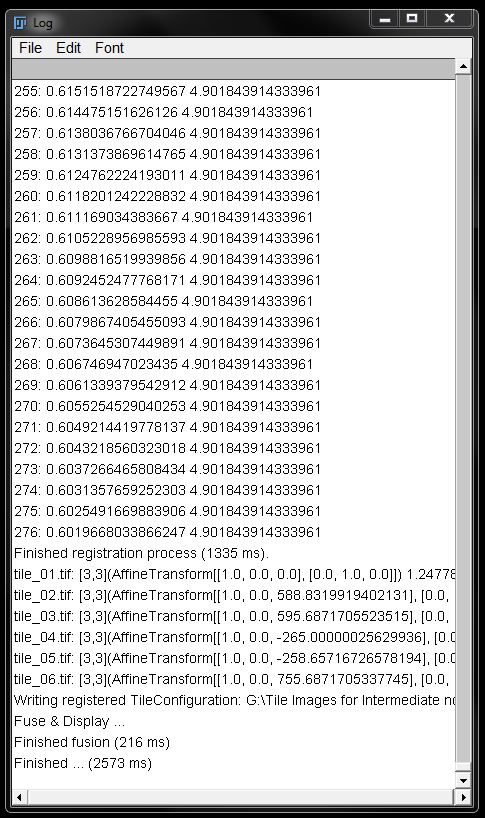 Log
File Edit Font
255: 0.6151518722749567 4.901843914333961
256: 0.614475151626126 4.901843914333961
257: 0.6138036766704046 4.901843914333961
258: 0.6131373869614765 4.901843914333961
259: 0.6124762224193011 4.901843914333961
260: 0.6118201242228832 4.901843914333961
261: 0.611169034383667 4.901843914333961
262: 0.6105228956985593 4.901843914333961
263: 0.6098816519939856 4.901843914333961
264: 0.6092452477768171 4.901843914333961
265: 0.608613628584455 4.901843914333961
266: 0.6079867405455093 4.901843914333961
267: 0.6073645307449891 4.901843914333961
268: 0.606746947023435 4.901843914333961
269: 0.6061339379542912 4.901843914333961
270: 0.6055254529040253 4.901843914333961
271: 0.6049214419778137 4.901843914333961
272: 0.6043218560323018 4.901843914333961
273: 0.6037266465808434 4.901843914333961
274: 0.6031357659252303 4.901843914333961
275: 0.6025491669883906 4.901843914333961
276: 0.6019668033866247 4.901843914333961
Finished registration process (1335 ms).
tile_01.tif: [3,3](AffineTransform[[1.0, 0.0, 0.0], [0.0, 1.0, 0.0]]) 1.24778
tile_02.tif: [3,3](AffineTransform[[1.0, 0.0, 588.8319919402131], [0.0,
tile_03.tif: [3,3](AffineTransform[[1.0, 0.0, 595.6871705523515], [0.0,
tile_04.tif: [3,3](AffineTransform[[1.0, 0.0, -265.00000025629936], [0.0
tile_05.tif: [3,3](AffineTransform[[1.0, 0.0, -258.65716726578194], [0.0
tile_06.tif: [3,3](AffineTransform[[1.0, 0.0, 755.6871705337745], [0.0,
Writing registered TileConfiguration: G:\Tile Images for Intermediate no
Fuse & Display ...
Finished fusion (216 ms)
Finished ... (2573 ms)